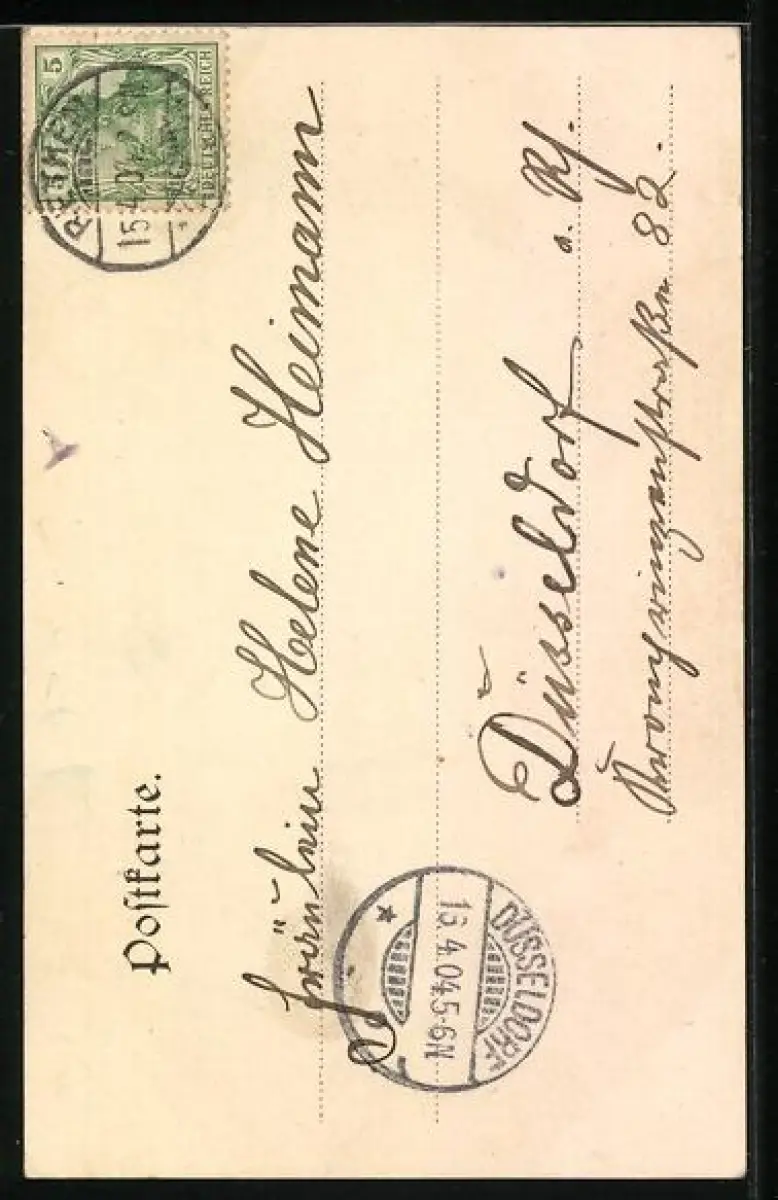 Postkarte.
5
DEUTSCHES REICH
15.4.0
Fräulein Helene Heimann
Düsseldorf a. Rh.
Kronprinzenstraße 82.
DÜSSELDORF
15.4.04.5-6N